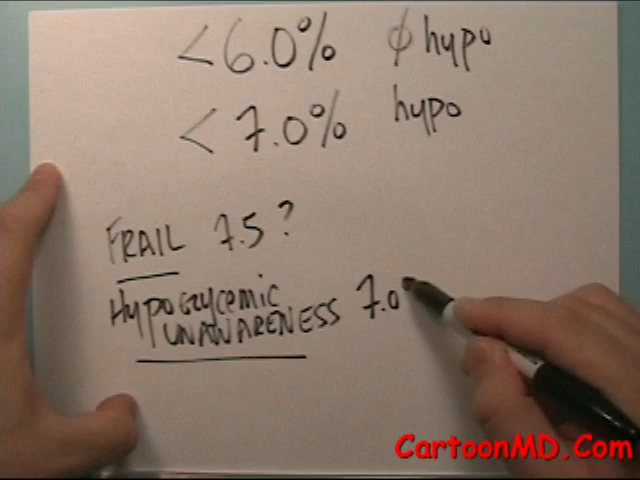 <6.0% ϕ hypo
<7.0% hypo
FRAIL 7.5 ?
Hypoglycemic
UNAWARENESS 7.0
CartoonMD.Com